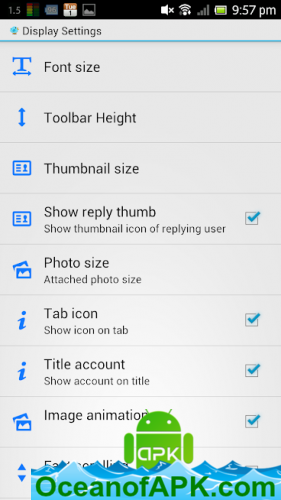 1.5
TUE
1
9:57 pm
Display Settings
Font size
Toolbar Height
Thumbnail size
Show reply thumb
Show thumbnail icon of replying user
Photo size
Attached photo size
Tab icon
Show icon on tab
Title account
Show account on title
Image animation
APK
OceanofAPK.com